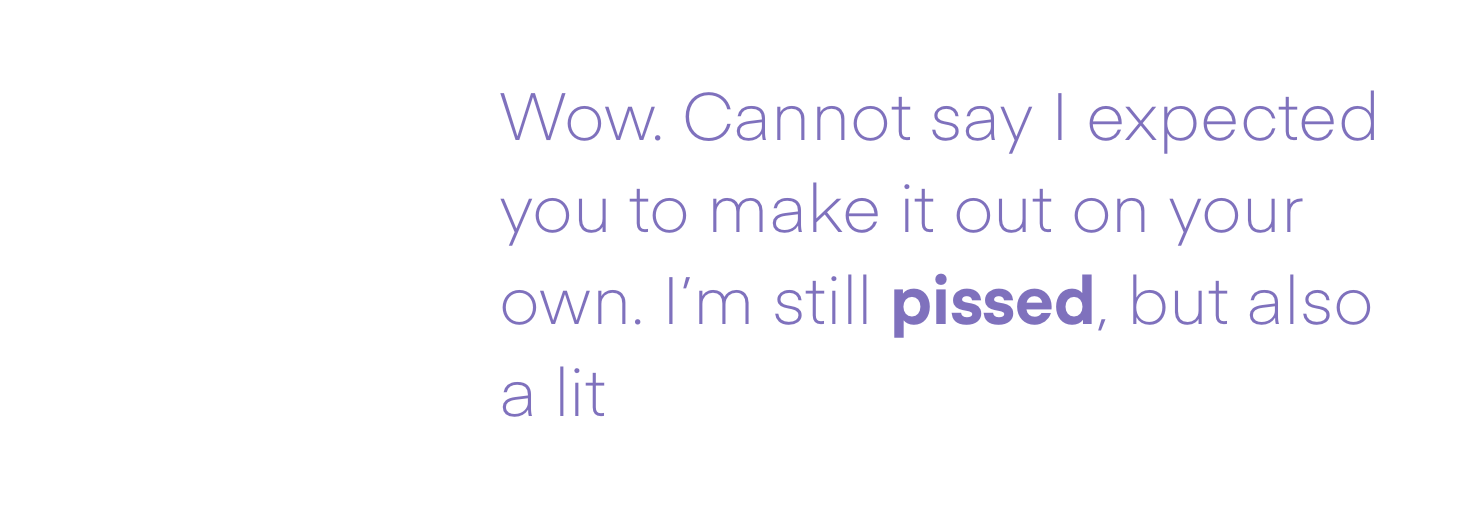 Wow. Cannot say I expected
you to make it out on your
own. I’m still pissed, but also
a lit